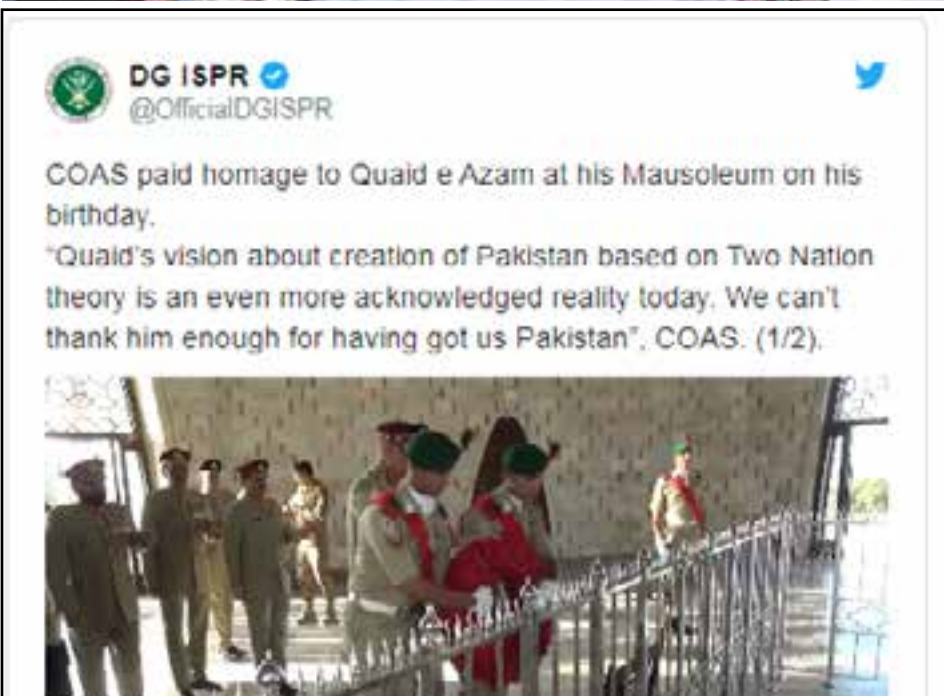 DG ISPR
@OfficialDGISPR
COAS paid homage to Quaid e Azam at his Mausoleum on his
birthday.
“Quaid's vision about creation of Pakistan based on Two Nation
theory is an even more acknowledged reality today. We can't
thank him enough for having got us Pakistan”, COAS. (1/2).